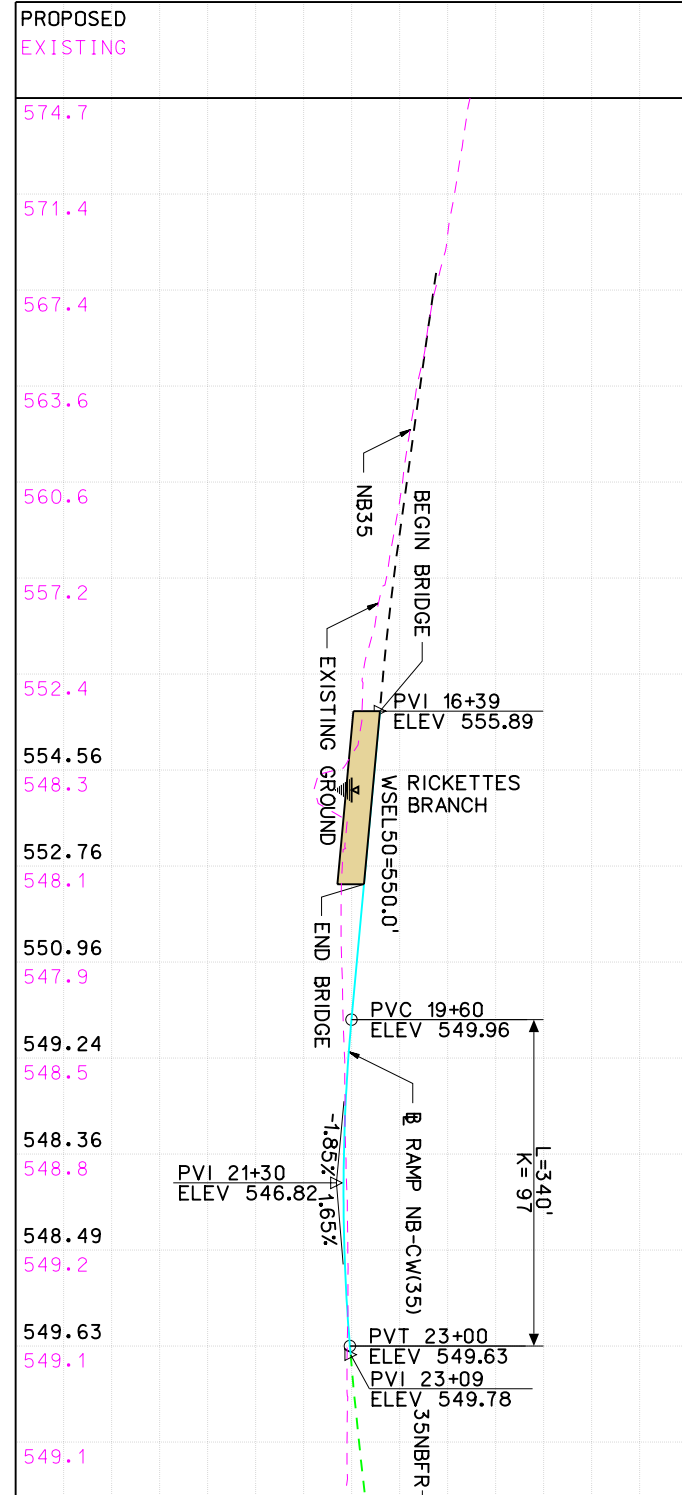 PROPOSED
EXISTING
574.7
571.4
567.4
563.6
560.6
NB35
BEGIN BRIDGE
557.2
EXISTING GROUND
552.4
PVI 16+39
ELEV 555.89
554.56
548.3
RICKETTES
BRANCH
WSEL50=550.0'
552.76
548.1
END BRIDGE
550.96
547.9
PVC 19+60
ELEV 549.96
549.24
548.5
BL RAMP NB-CW(35)
-1.85%
1.65%
548.36
548.8
L=340'
K= 97
PVI 21+30
ELEV 546.82
548.49
549.2
549.63
549.1
PVT 23+00
ELEV 549.63
PVI 23+09
ELEV 549.78
35NBFR-
549.1